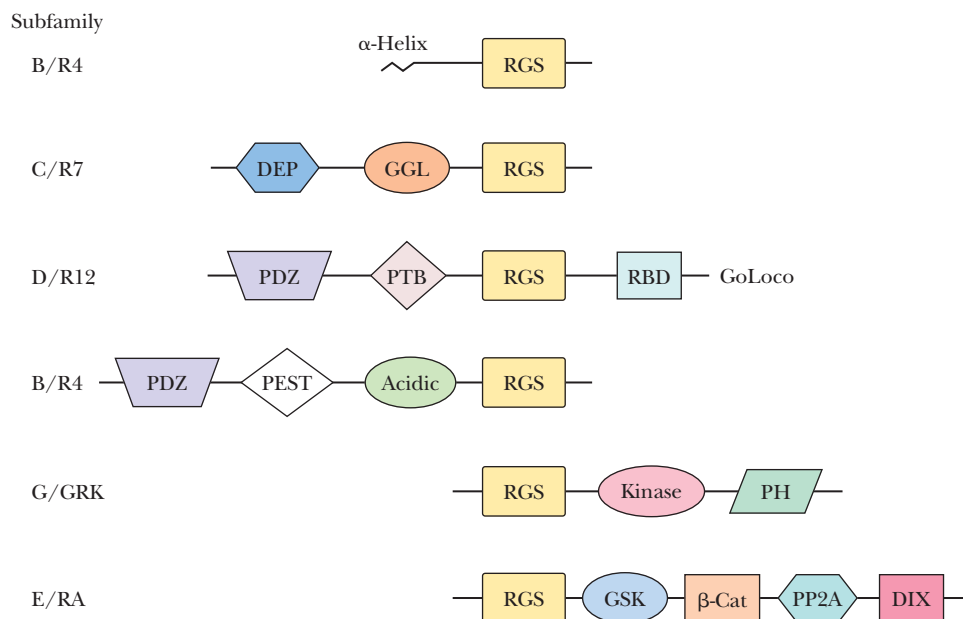 Subfamily
α-Helix
B/R4 RGS
C/R7 DEP GGL RGS
D/R12 PDZ PTB RGS RBD GoLoco
B/R4 PDZ PEST Acidic RGS
G/GRK RGS Kinase PH
E/RA RGS GSK β-Cat PP2A DIX